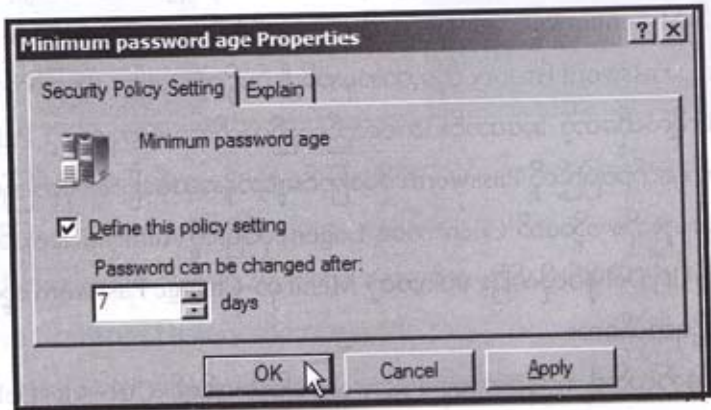 Minimum password age Properties
? X
Security Policy Setting
Explain
Minimum password age
Define this policy setting
Password can be changed after:
7 days
OK
Cancel
Apply